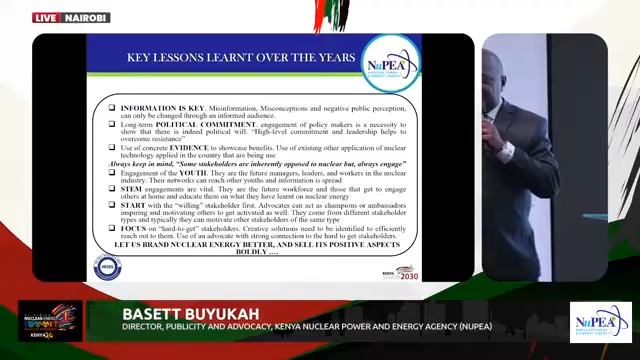 LIVE NAIROBI
KEY LESSONS LEARNT OVER THE YEARS
NuPEA
INFORMATION IS KEY. Misinformation, Misconceptions and negative public perception,
can only be changed through an informed audience.
Long-term POLITICAL COMMITMENT. engagement of policy makers is a necessity to
show that there is indeed political will. "High-level commitment and leadership helps to
overcome resistance"
Use of concrete EVIDENCE to showcase benefits. Use of existing other application of nuclear
technology applied in the country that are being use
Always keep in mind, "Some stakeholders are inherently opposed to nuclear but, always engage"
Engagement of the YOUTH. They are the future managers, leaders, and workers in the nuclear
industry. Their networks can reach other youths and information is spread
STEM engagements are vital. They are the future workforce and those that get to engage
others at home and educate them on what they have learnt on nuclear energy
START with the "willing" stakeholder first. Advocates can act as champions or ambassadors
inspiring and motivating others to get activated as well. They come from different stakeholder
types and typically they can motivate other stakeholders of the same type
FOCUS on "hard-to-get" stakeholders. Creative solutions need to be identified to efficiently
reach out to them. Use of an advocate with strong connection to the hard to get stakeholders.
LET US BRAND NUCLEAR ENERGY BETTER, AND SELL ITS POSITIVE ASPECTS
BOLDLY ....
KENYA
VISION 2030
NUCLEAR ENERGY
SUMMIT
KENYA
BASETT BUYUKAH
DIRECTOR, PUBLICITY AND ADVOCACY, KENYA NUCLEAR POWER AND ENERGY AGENCY (NUPEA)
NuPEA